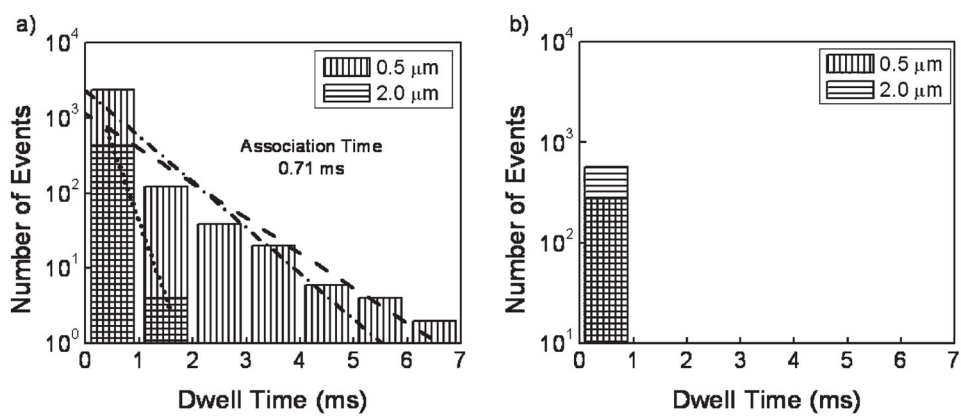 a)
10⁴
10³
10²
10¹
10⁰
Number of Events
0.5 μm
2.0 μm
Association Time
0.71 ms
0 1 2 3 4 5 6 7
Dwell Time (ms)
b)
10⁴
10³
10²
10¹
Number of Events
0.5 μm
2.0 μm
0 1 2 3 4 5 6 7
Dwell Time (ms)